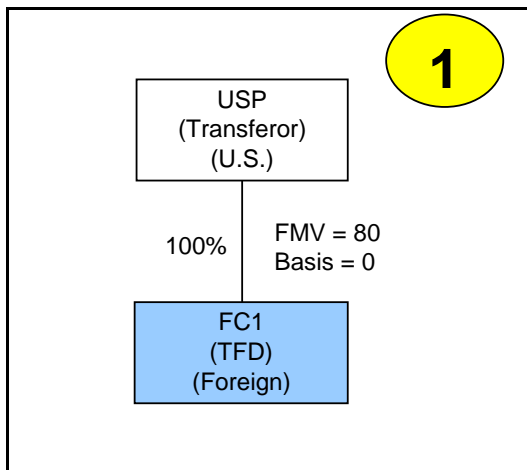 1
USP
(Transferor)
(U.S.)
100%
FMV = 80
Basis = 0
FC1
(TFD)
(Foreign)